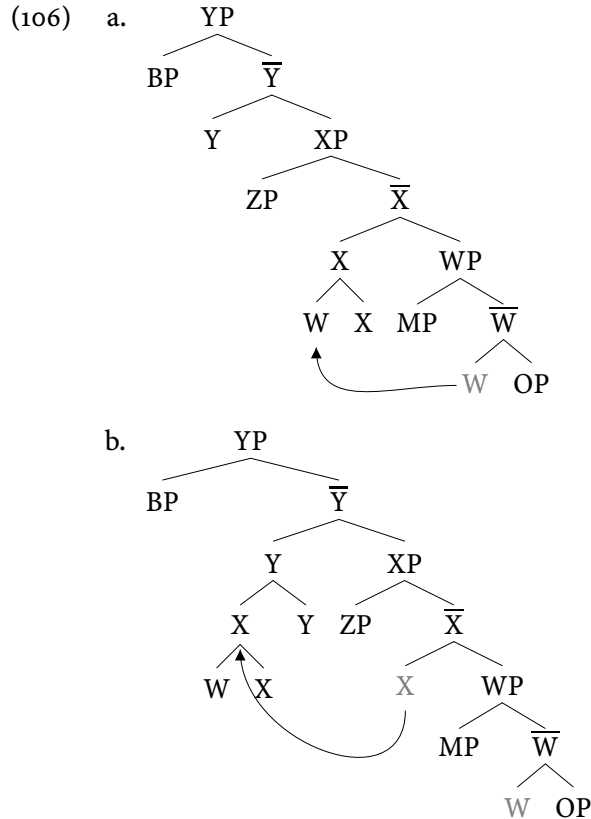 (106) a. YP
BP Y̅
Y XP
ZP X̅
X WP
W X MP W̅
W OP
b. YP
BP Y̅
Y XP
X Y ZP X̅
W X X WP
MP W̅
W OP